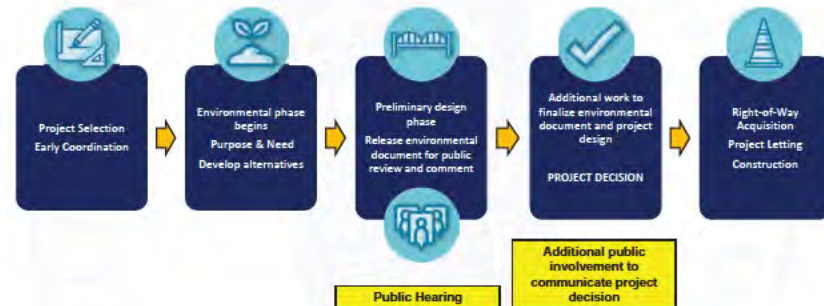 Project Selection
Early Coordination
Environmental phase
begins
Purpose & Need
Develop alternatives
Preliminary design
phase
Release environmental
document for public
review and comment
Additional work to
finalize environmental
document and project
design
PROJECT DECISION
Right-of-Way
Acquisition
Project Letting
Construction
Public Hearing
Additional public
involvement to
communicate project
decision